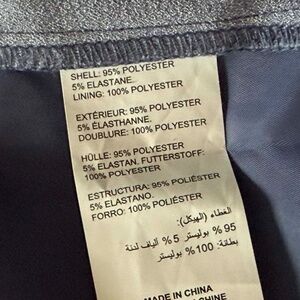 SHELL: 95% POLYESTER
5% ELASTANE.
LINING: 100% POLYESTER
EXTÉRIEUR: 95% POLYESTER
5% ÉLASTHANNE.
DOUBLURE: 100% POLYESTER
HÜLLE: 95% POLYESTER
5% ELASTAN. FUTTERSTOFF:
100% POLYESTER
ESTRUCTURA: 95% POLIÉSTER
5% ELASTANO.
FORRO: 100% POLIÉSTER
الغطاء (الهيكل):
95 % بوليستر 5 % ألياف لدنة
بطانة: 100% بوليستر
MADE IN CHINA
CHINE